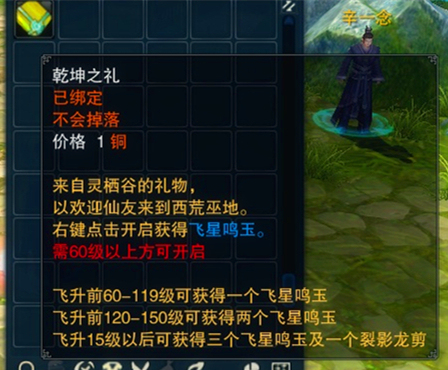 辛一念
乾坤之礼
已绑定
不会掉落
价格 1 铜
来自灵栖谷的礼物，
以欢迎仙友来到西荒巫地。
右键点击开启获得飞星鸣玉。
需60级以上方可开启
飞升前60-119级可获得一个飞星鸣玉
飞升前120-150级可获得两个飞星鸣玉
飞升15级以后可获得三个飞星鸣玉及一个裂影龙剪